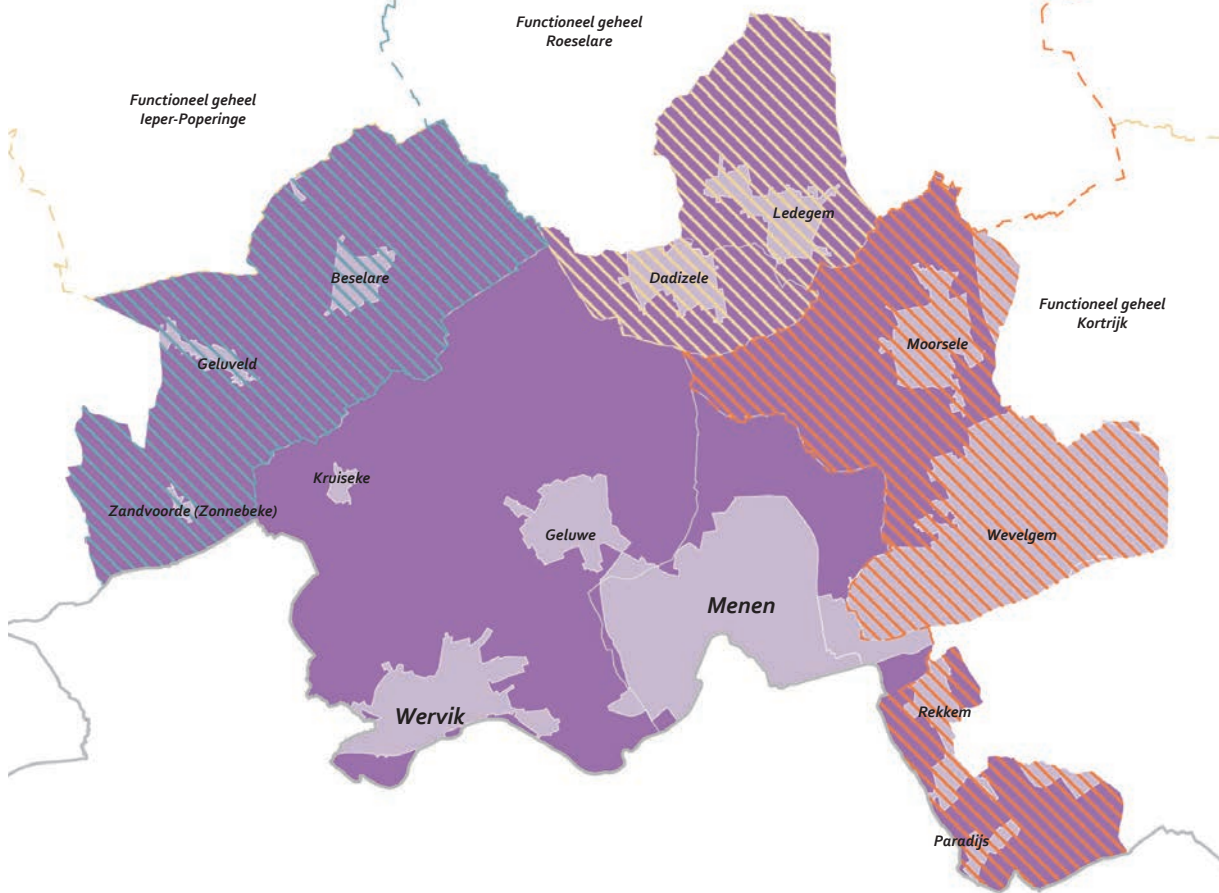 Functioneel geheel
Roeselare
Functioneel geheel
Ieper-Poperinge
Ledegem
Beselare
Dadizele
Functioneel geheel
Kortrijk
Moorsele
Geluveld
Kruiseke
Zandvoorde (Zonnebeke)
Geluwe
Wevelgem
Menen
Wervik
Rekkem
Paradijs